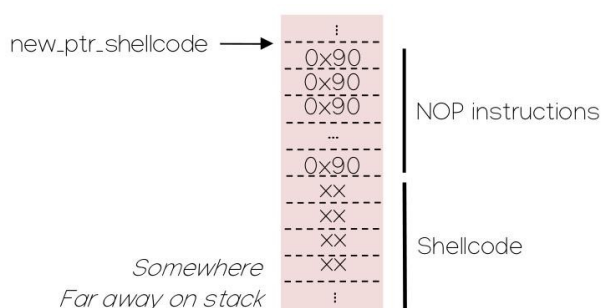 ⋮
new_ptr_shellcode
0x90
0x90
0x90
NOP instructions
...
0x90
xx
xx
xx
Shellcode
xx
Somewhere
Far away on stack
⋮